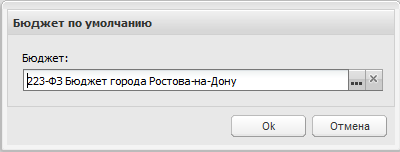 Бюджет по умолчанию
Бюджет:
223-ФЗ Бюджет города Ростова-на-Дону ... ×
Ok Отмена